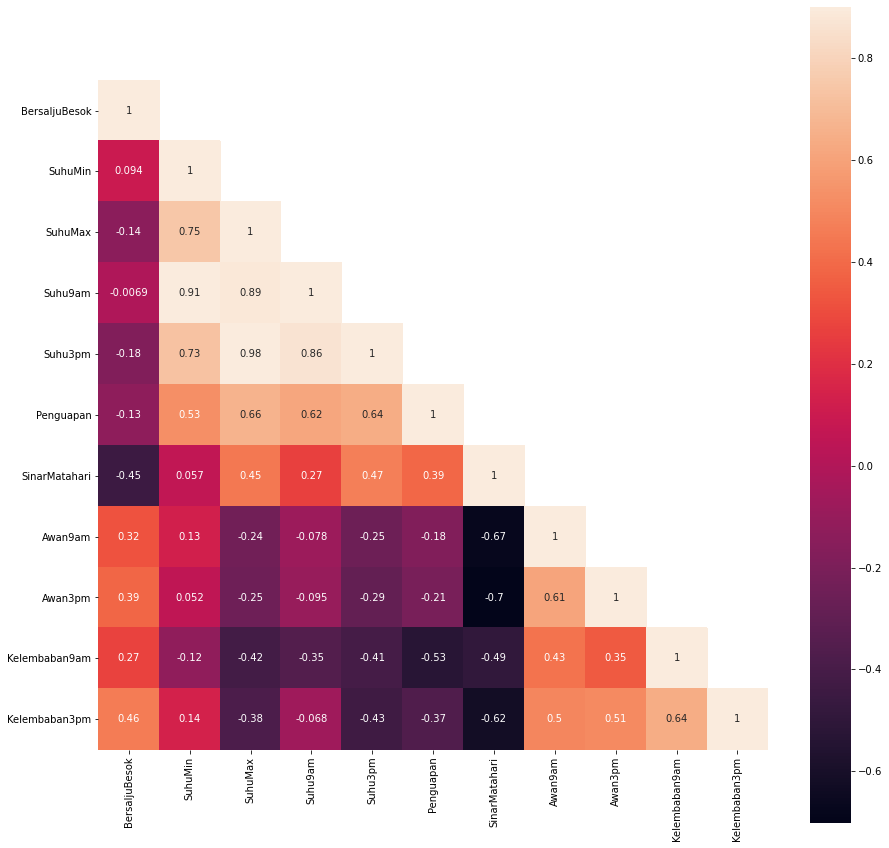 BersaljuBesok 1
SuhuMin 0.094 1
SuhuMax -0.14 0.75 1
Suhu9am -0.0069 0.91 0.89 1
Suhu3pm -0.18 0.73 0.98 0.86 1
Penguapan -0.13 0.53 0.66 0.62 0.64 1
SinarMatahari -0.45 0.057 0.45 0.27 0.47 0.39 1
Awan9am 0.32 0.13 -0.24 -0.078 -0.25 -0.18 -0.67 1
Awan3pm 0.39 0.052 -0.25 -0.095 -0.29 -0.21 -0.7 0.61 1
Kelembaban9am 0.27 -0.12 -0.42 -0.35 -0.41 -0.53 -0.49 0.43 0.35 1
Kelembaban3pm 0.46 0.14 -0.38 -0.068 -0.43 -0.37 -0.62 0.5 0.51 0.64 1
BersaljuBesok
SuhuMin
SuhuMax
Suhu9am
Suhu3pm
Penguapan
SinarMatahari
Awan9am
Awan3pm
Kelembaban9am
Kelembaban3pm
0.8
0.6
0.4
0.2
0.0
−0.2
−0.4
−0.6